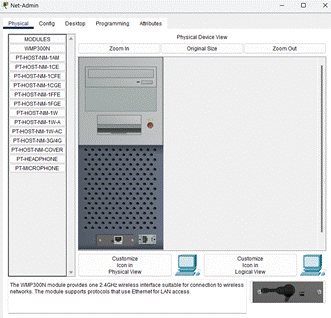 Net-Admin
Physical Config Desktop Programming Attributes
MODULES
WMP300N
PT-HOST-NM-1AM
PT-HOST-NM-1CE
PT-HOST-NM-1CFE
PT-HOST-NM-1CGE
PT-HOST-NM-1FFE
PT-HOST-NM-1FGE
PT-HOST-NM-1W
PT-HOST-NM-1W-A
PT-HOST-NM-1W-AC
PT-HOST-NM-3G/4G
PT-HOST-NM-COVER
PT-HEADPHONE
PT-MICROPHONE
Physical Device View
Zoom In Original Size Zoom Out
Customize
Icon in
Physical View
Customize
Icon in
Logical View
The WMP300N module provides one 2.4GHz wireless interface suitable for connection to wireless
networks. The module supports protocols that use Ethernet for LAN access.